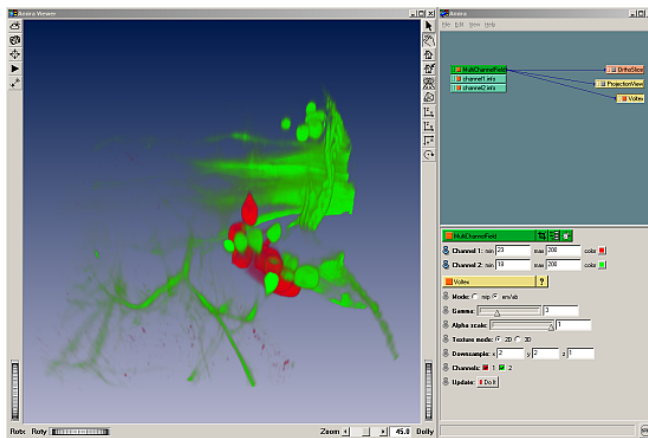 Amira Viewer
Rotx Roty
Zoom 45.0 Dolly
Amira
File Edit View Help
MultiChannelField
OrthoSlice
channel1.info
ProjectionView
channel2.info
Voltex
MultiChannelField
Channel 1: min 23 max 200 color
Channel 2: min 18 max 200 color
Voltex ?
Mode: mip em/ab
Gamma: 3
Alpha scale: 1
Texture mode: 2D 3D
Downsample: x 2 y 2 z 1
Channels: 1 2
Update: Do It